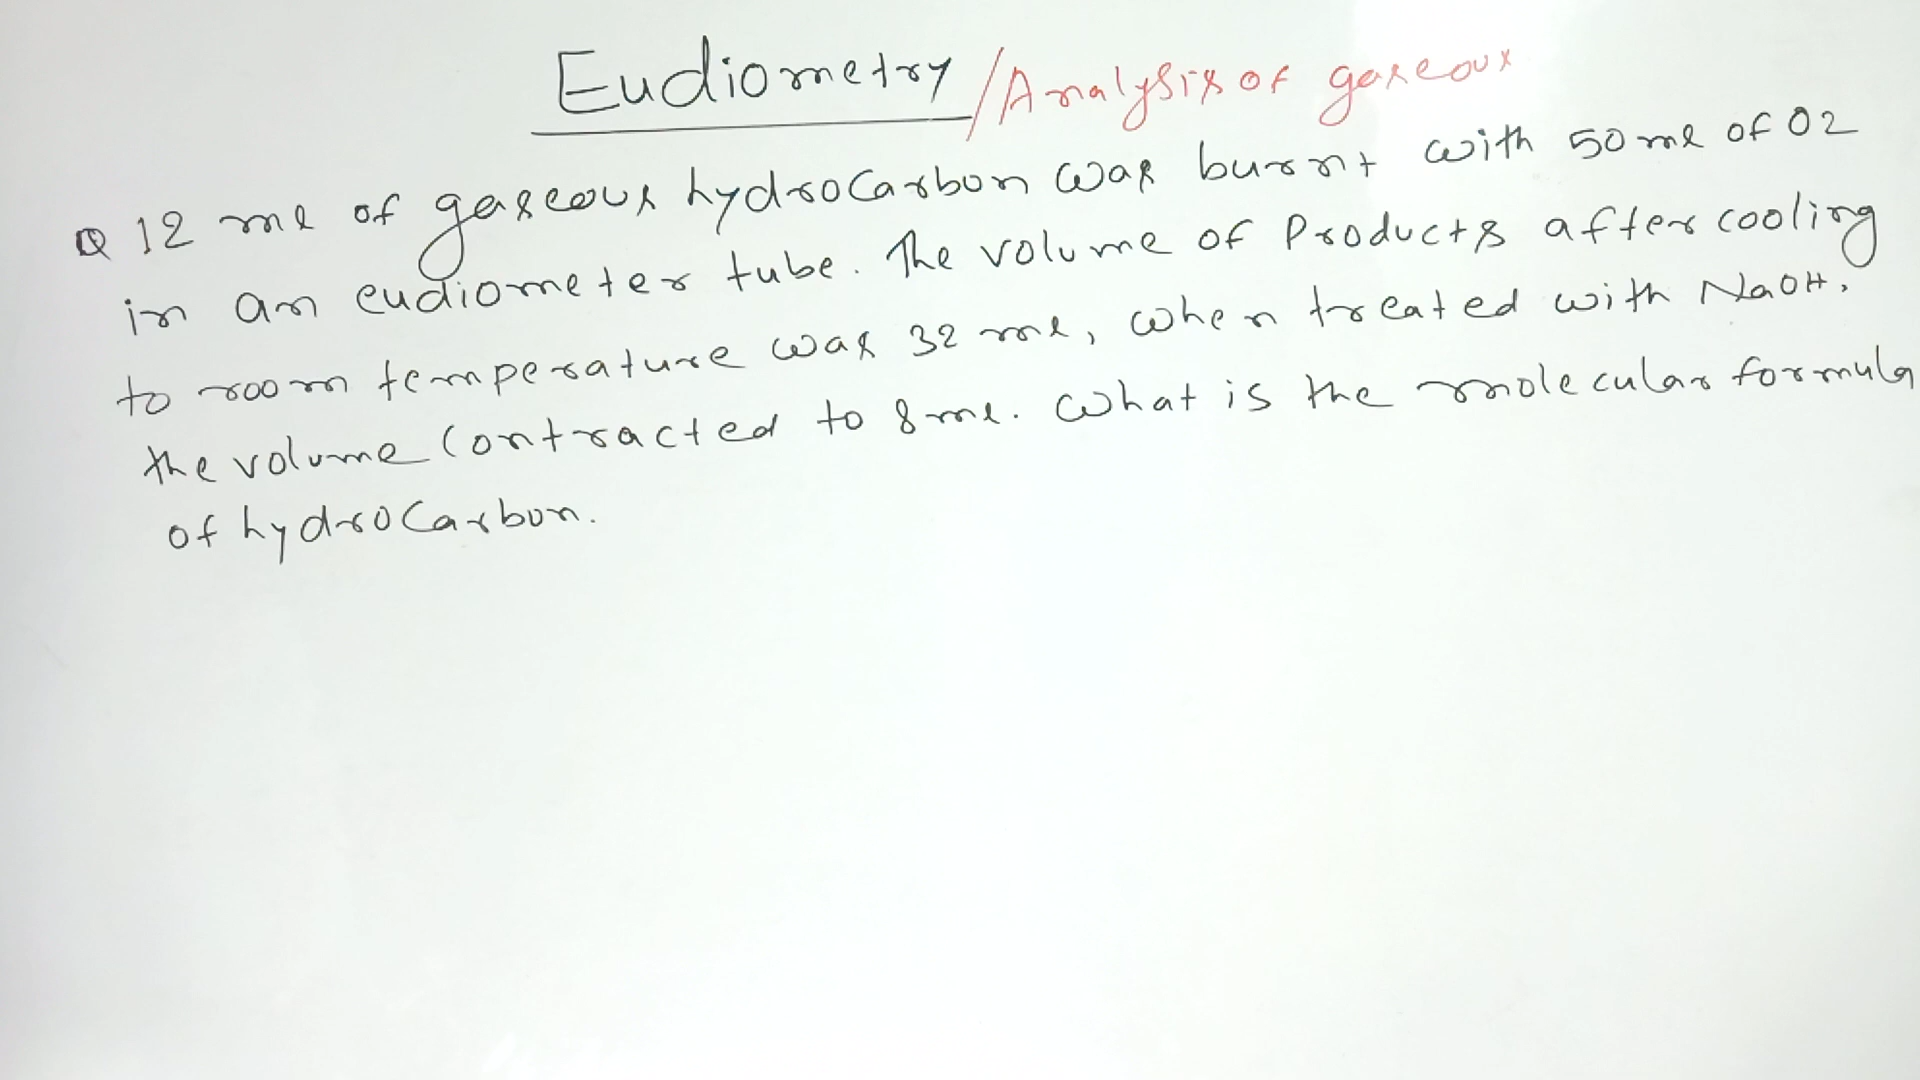 Eudiometry / Analysis of gaseous
Q 12 ml of gaseous hydrocarbon was burnt with 50 ml of O2
in an eudiometer tube. The volume of Products after cooling
to room temperature was 32 ml, when treated with NaOH,
the volume contracted to 8 ml. What is the molecular formula
of hydrocarbon.